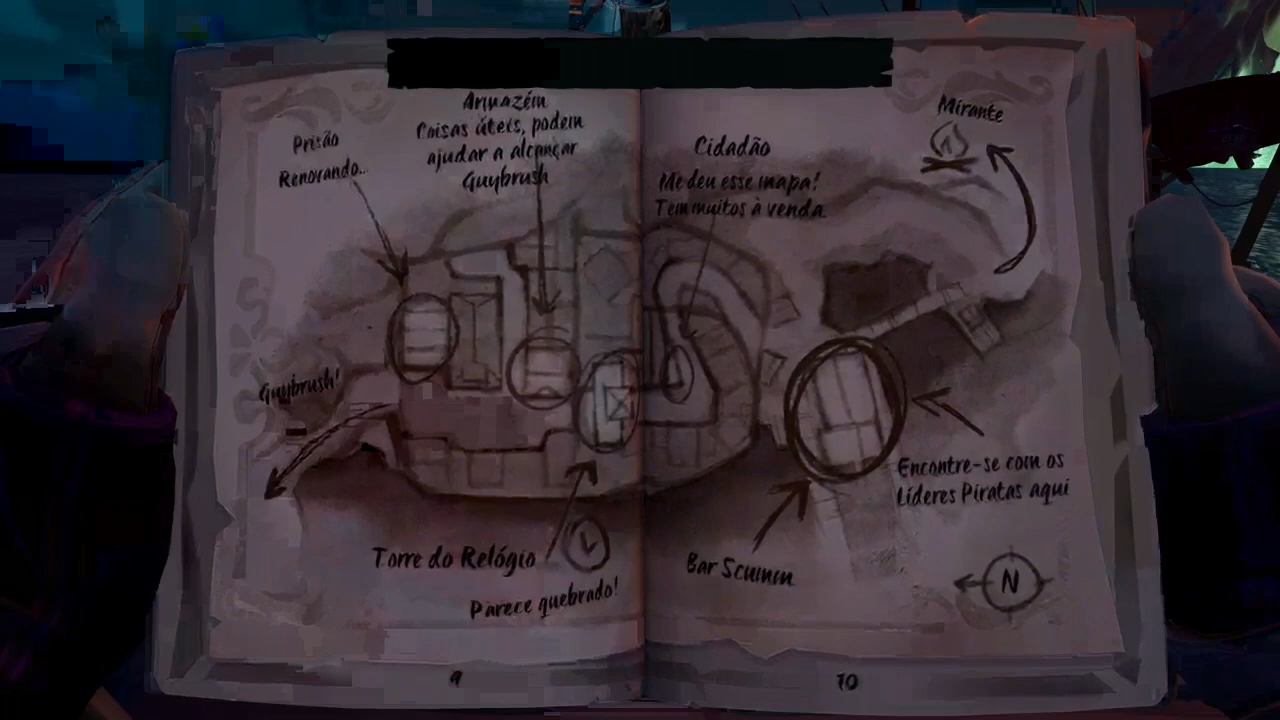 Prisão
Renovando..
Armazém
Coisas úteis, podem
ajudar a alcançar
Guybrush
Guybrush!
Torre do Relógio
Parece quebrado!
9
Cidadão
Me deu esse mapa!
Tem muitos à venda
Mirante
Encontre-se com os
Líderes Piratas aqui
Bar Scumm
N
10